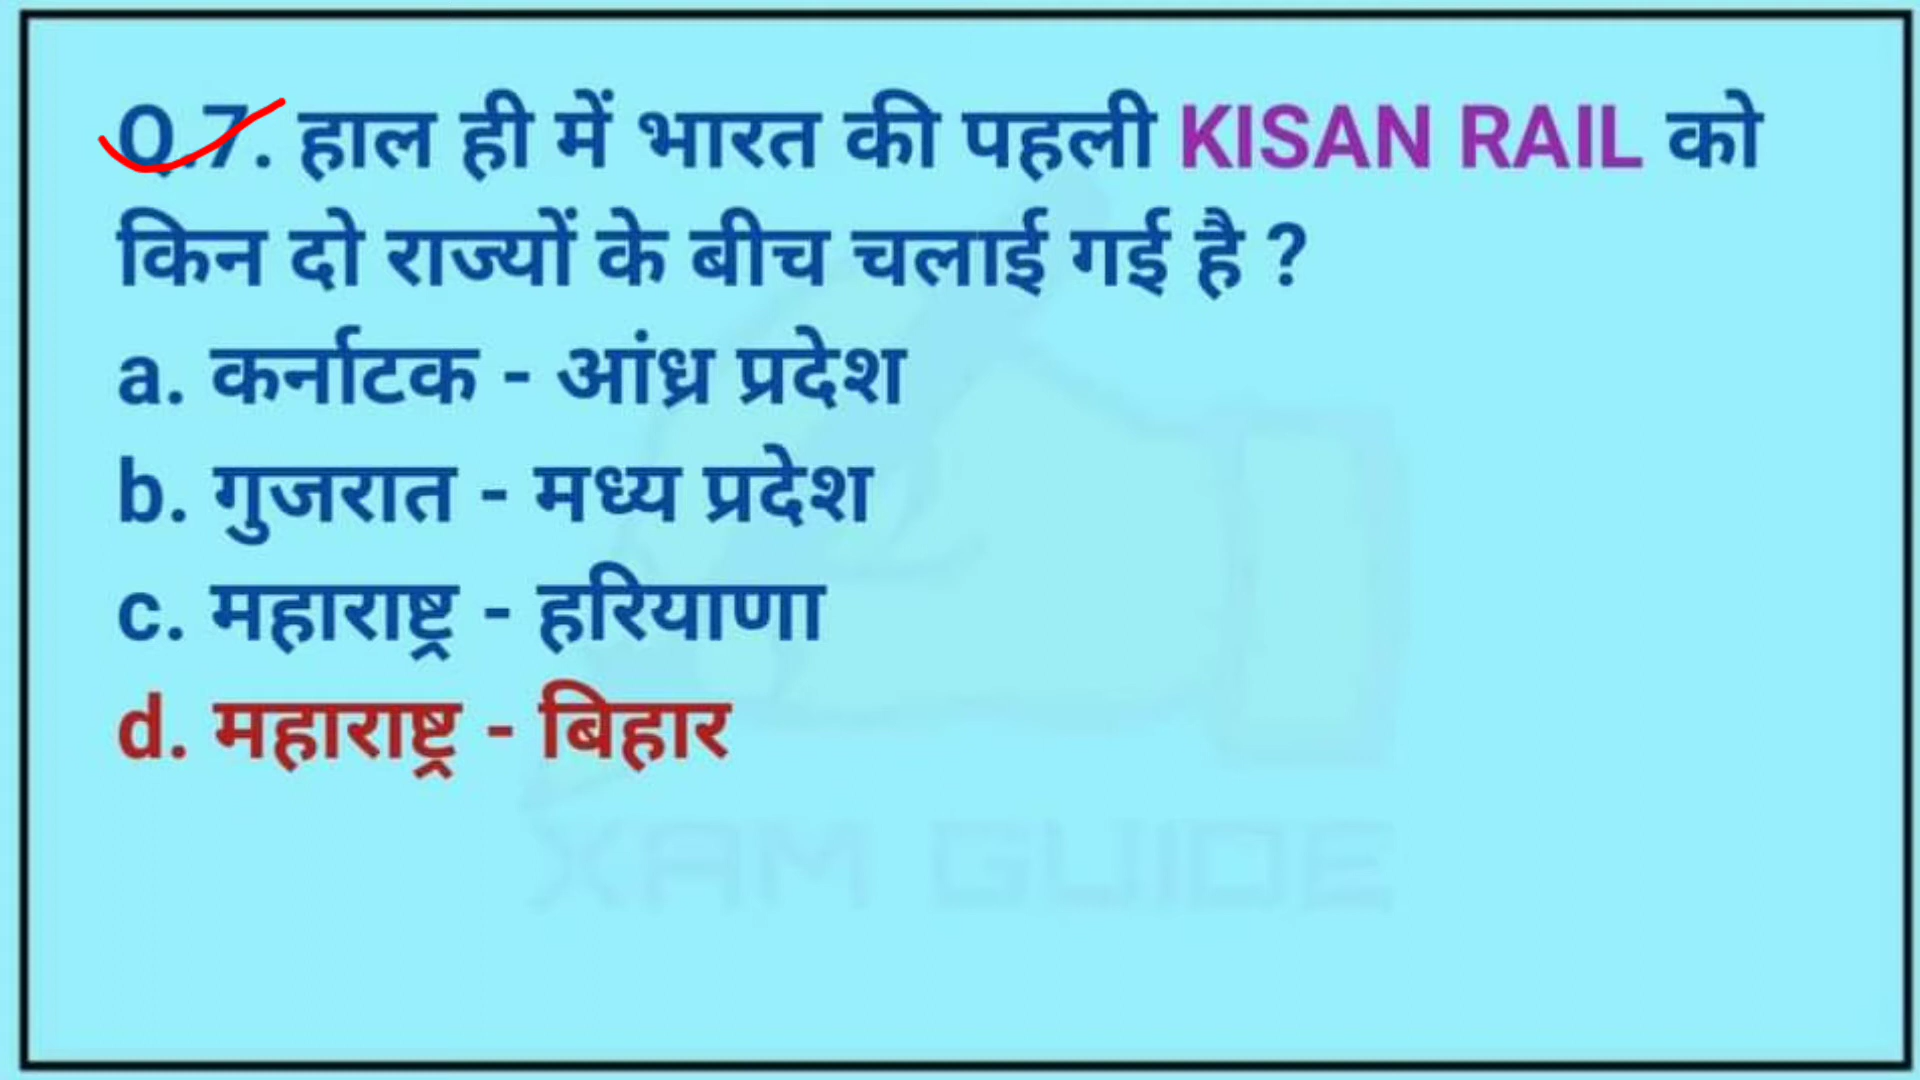 Q.7. हाल ही में भारत की पहली KISAN RAIL को
किन दो राज्यों के बीच चलाई गई है ?
a. कर्नाटक - आंध्र प्रदेश
b. गुजरात - मध्य प्रदेश
c. महाराष्ट्र - हरियाणा
d. महाराष्ट्र - बिहार
XAM GUIDE